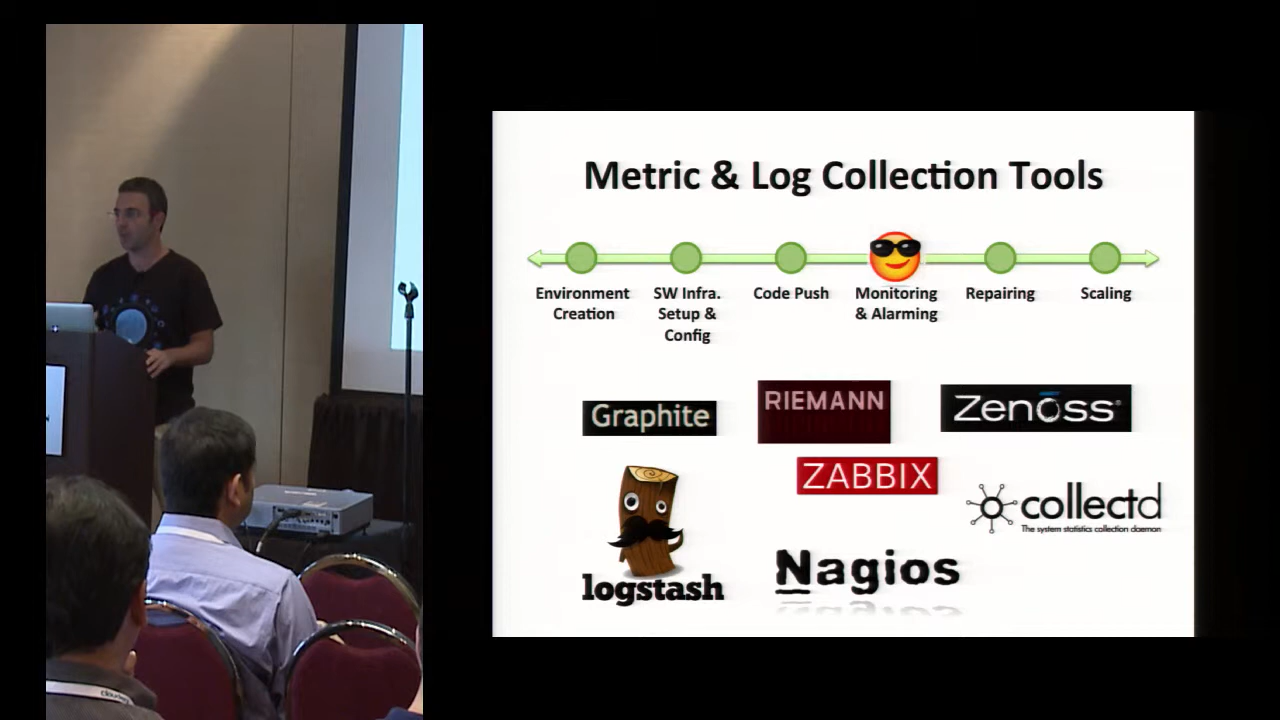 Metric & Log Collection Tools
Environment Creation
SW Infra. Setup & Config
Code Push
Monitoring & Alarming
Repairing
Scaling
Graphite
RIEMANN
Zenoss
ZABBIX
collectd
The system statistics collection daemon
logstash
Nagios